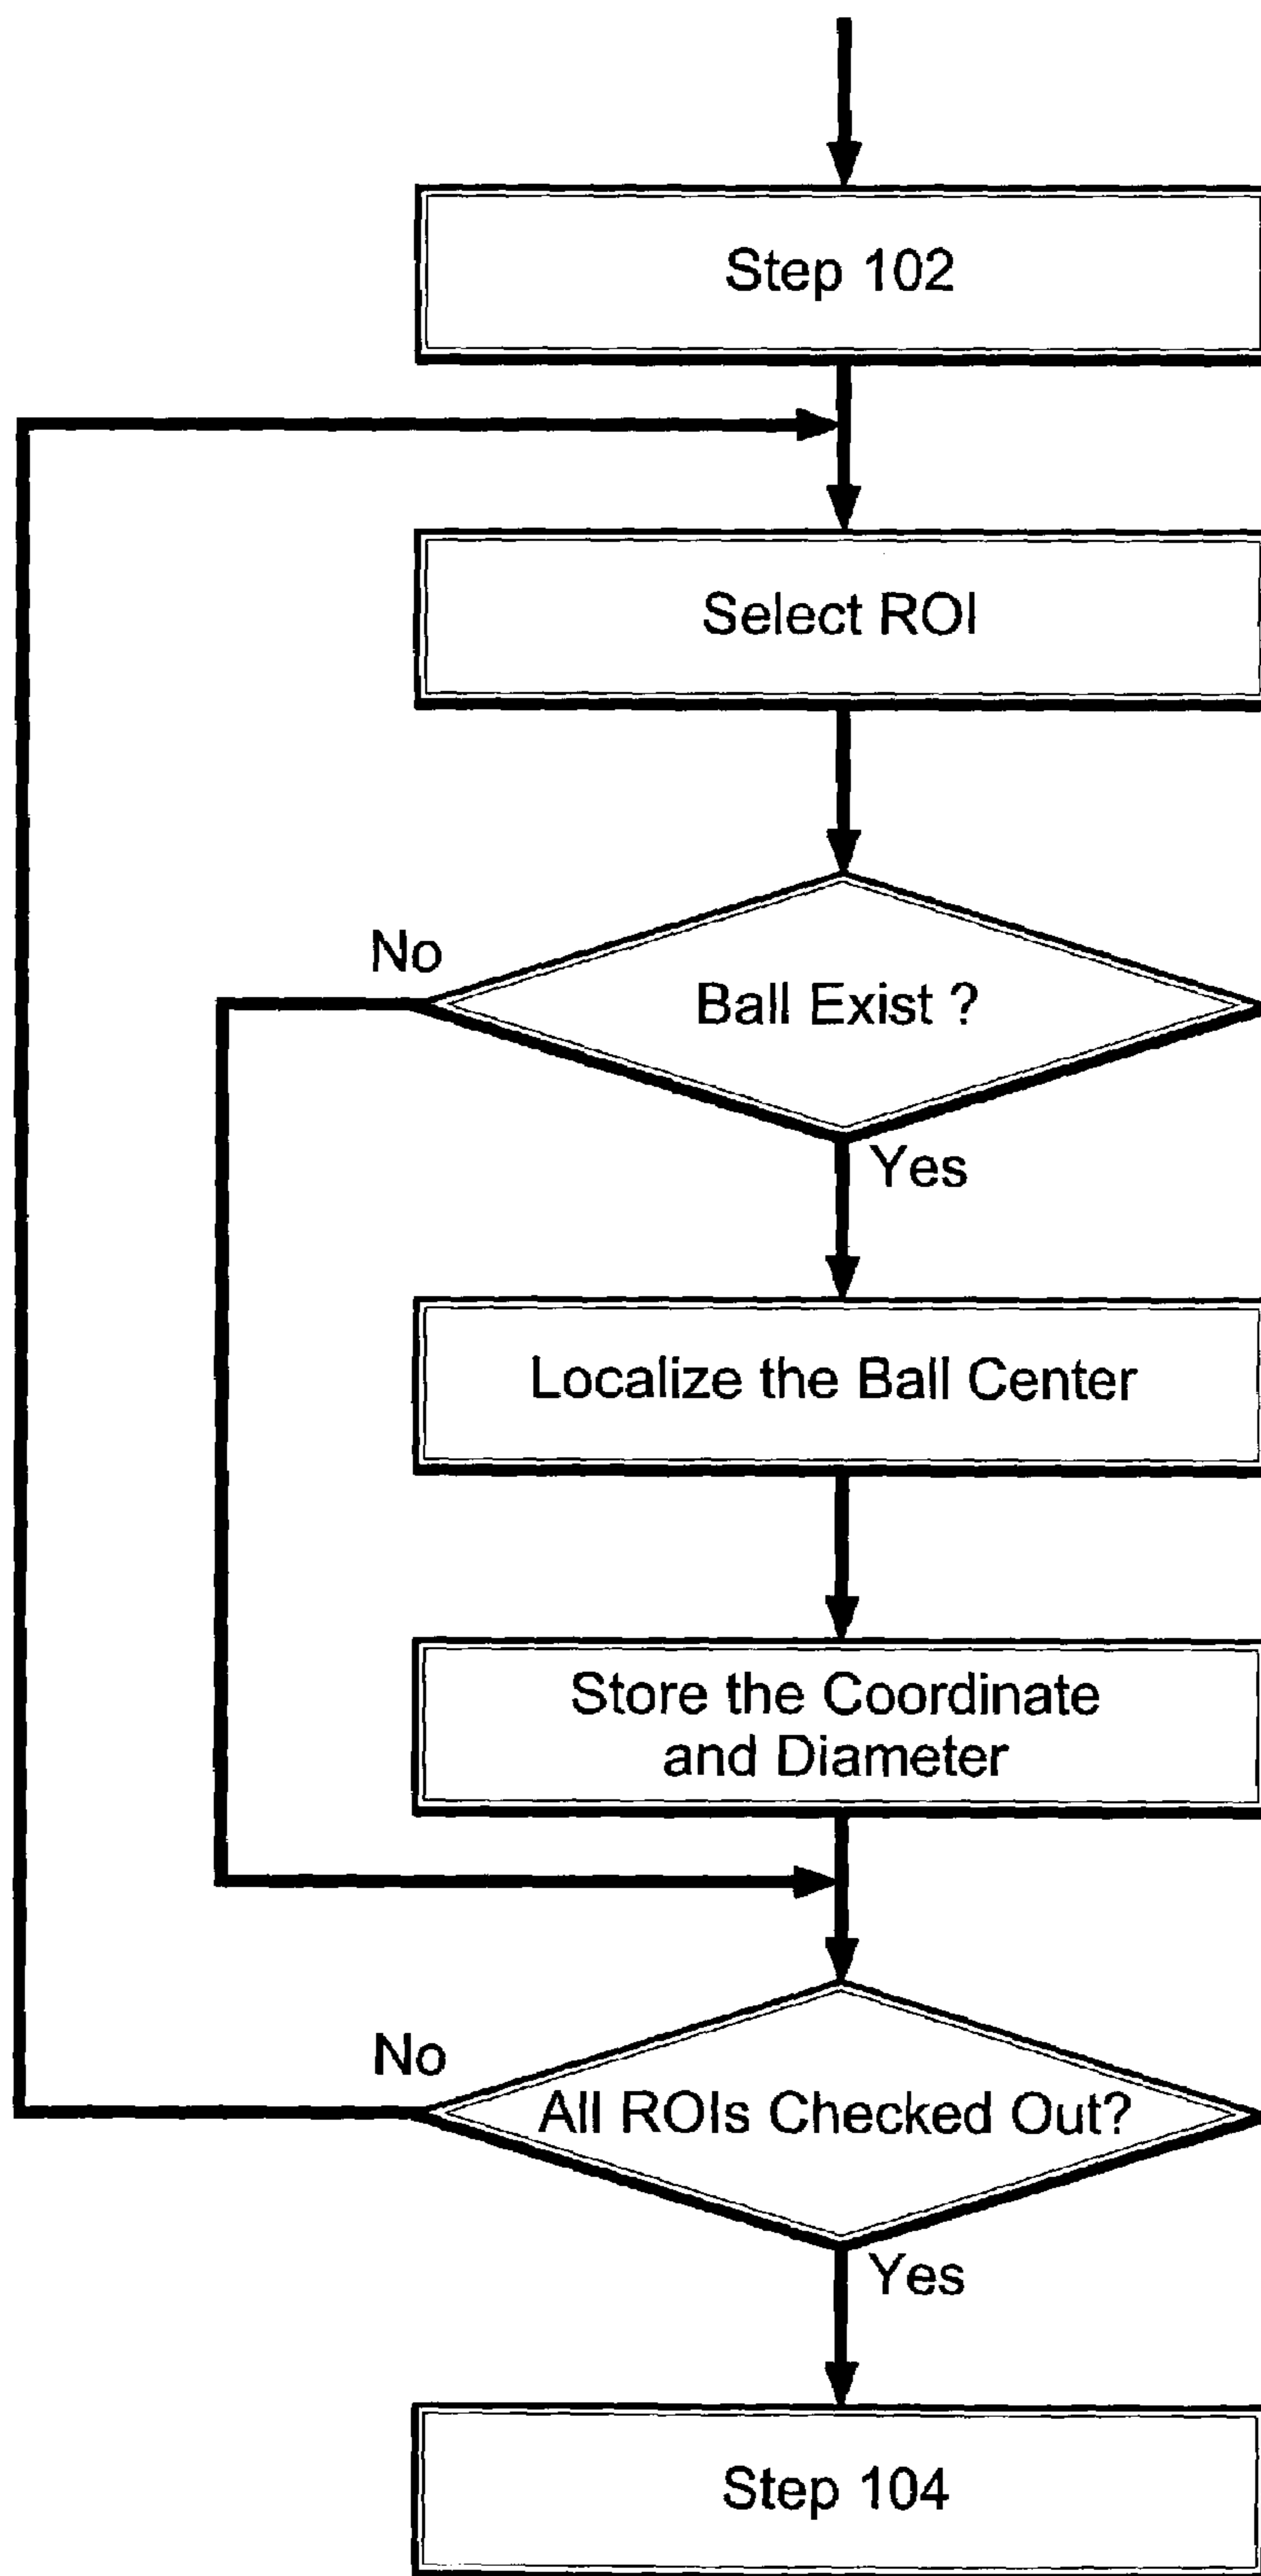 Step 102
Select ROI
No
Ball Exist ?
Yes
Localize the Ball Center
Store the Coordinate
and Diameter
No
All ROIs Checked Out?
Yes
Step 104